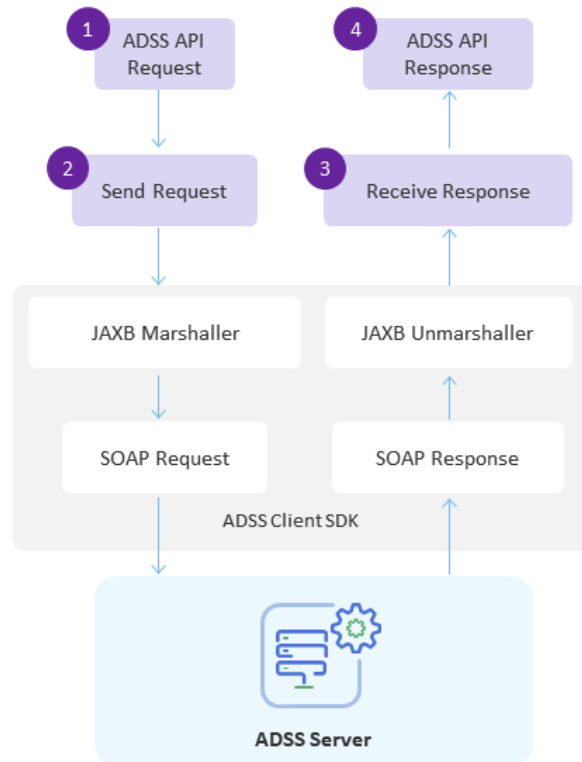 1
ADSS API
Request
4
ADSS API
Response
2
Send Request
3
Receive Response
JAXB Marshaller
JAXB Unmarshaller
SOAP Request
SOAP Response
ADSS Client SDK
ADSS Server